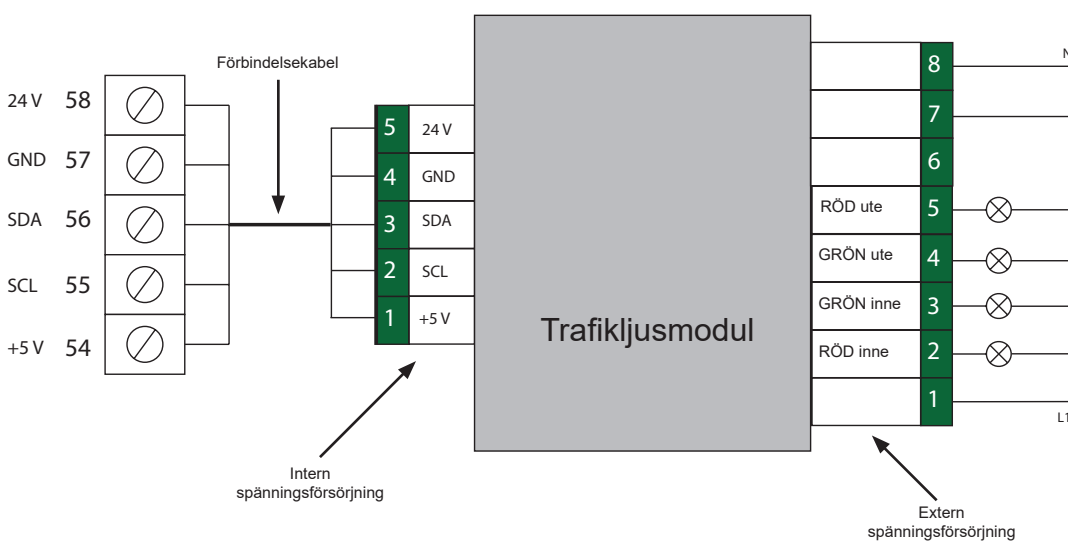 Förbindelsekabel
24 V 58
GND 57
SDA 56
SCL 55
+5 V 54
5 24 V
4 GND
3 SDA
2 SCL
1 +5 V
Trafikljusmodul
8 N
7
6
RÖD ute 5
GRÖN ute 4
GRÖN inne 3
RÖD inne 2
1 L1
Intern
spänningsförsörjning
Extern
spänningsförsörjning